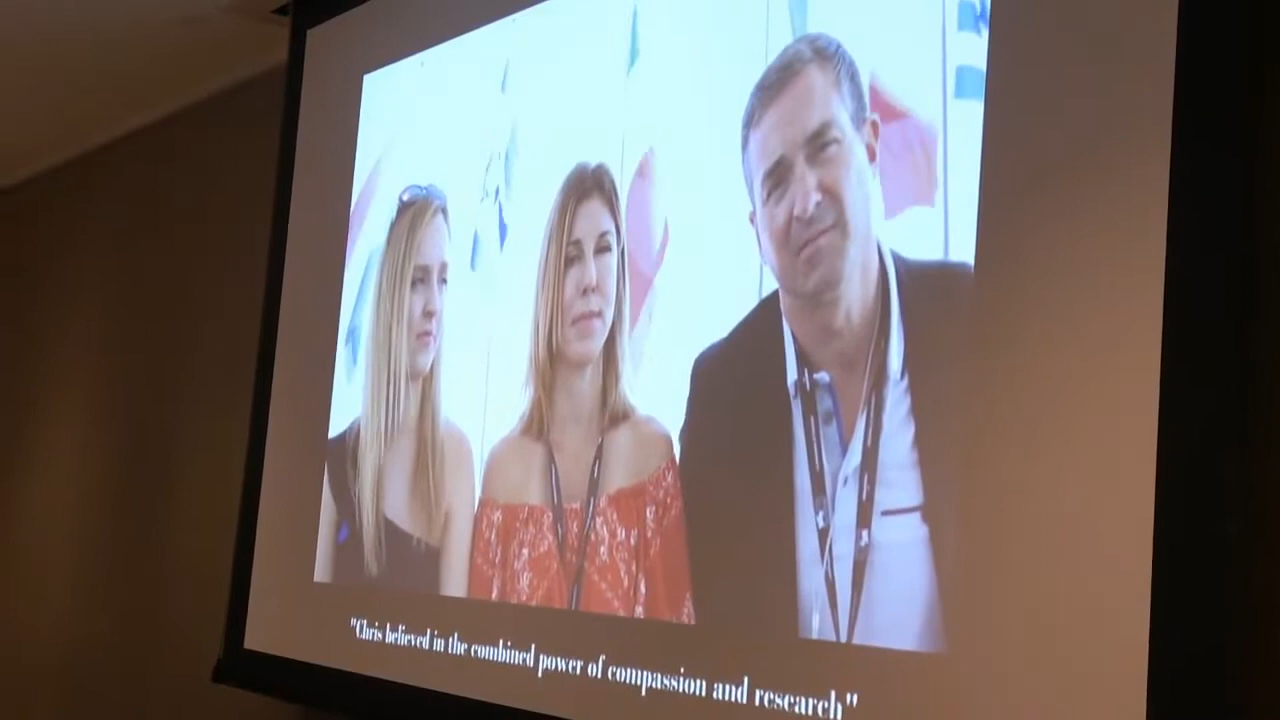 "Chris believed in the combined power of compassion and research"